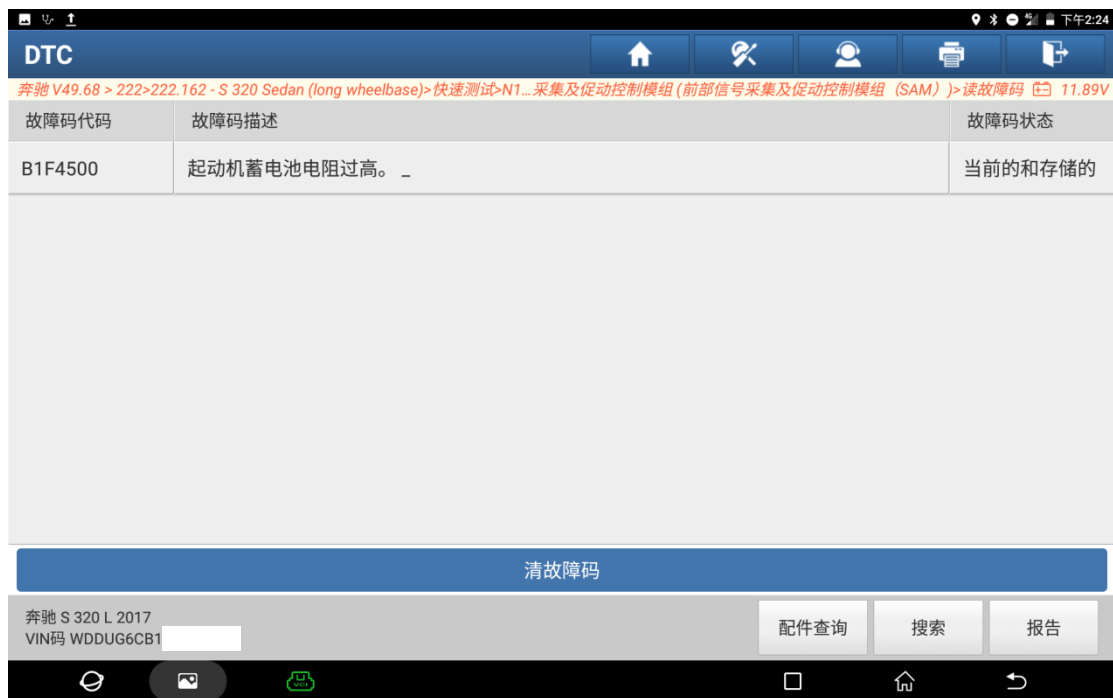 下午2:24
DTC
奔驰 V49.68 > 222>222.162 - S 320 Sedan (long wheelbase)>快速测试>N1...采集及促动控制模组 (前部信号采集及促动控制模组（SAM）)>读故障码 11.89V
故障码代码 故障码描述 故障码状态
B1F4500 起动机蓄电池电阻过高。 _ 当前的和存储的
清故障码
奔驰 S 320 L 2017
VIN码 WDDUG6CB1
配件查询 搜索 报告
VCI